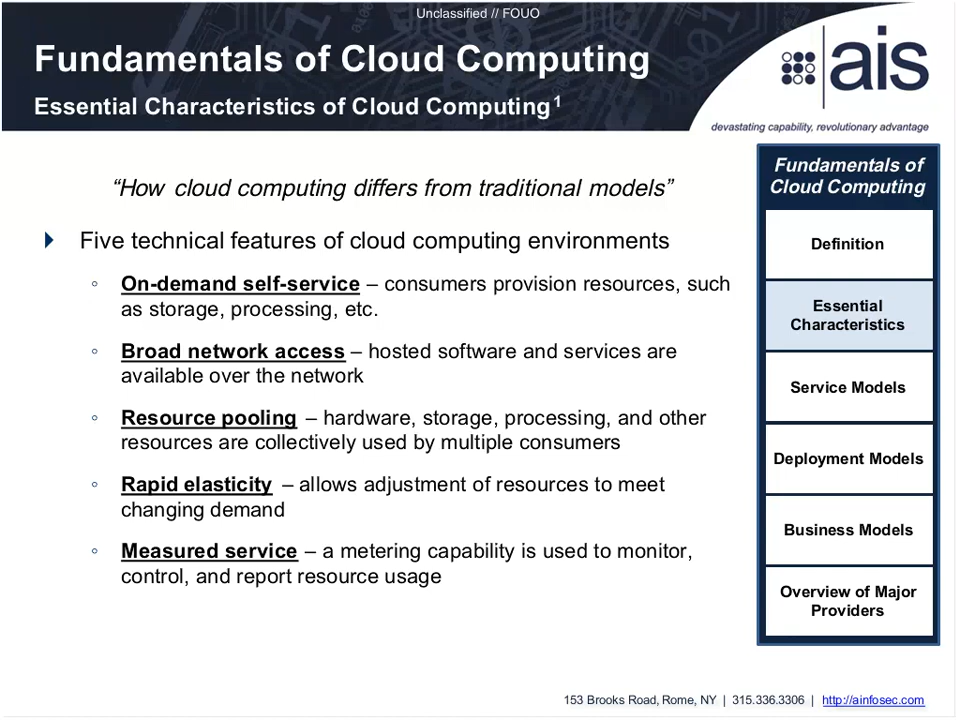 Unclassified // FOUO
Fundamentals of Cloud Computing
Essential Characteristics of Cloud Computing1
ais
devastating capability, revolutionary advantage
“How cloud computing differs from traditional models”
Five technical features of cloud computing environments
◦ On-demand self-service – consumers provision resources, such
as storage, processing, etc.
◦ Broad network access – hosted software and services are
available over the network
◦ Resource pooling – hardware, storage, processing, and other
resources are collectively used by multiple consumers
◦ Rapid elasticity – allows adjustment of resources to meet
changing demand
◦ Measured service – a metering capability is used to monitor,
control, and report resource usage
Fundamentals of
Cloud Computing
Definition
Essential
Characteristics
Service Models
Deployment Models
Business Models
Overview of Major
Providers
153 Brooks Road, Rome, NY | 315.336.3306 | http://ainfosec.com